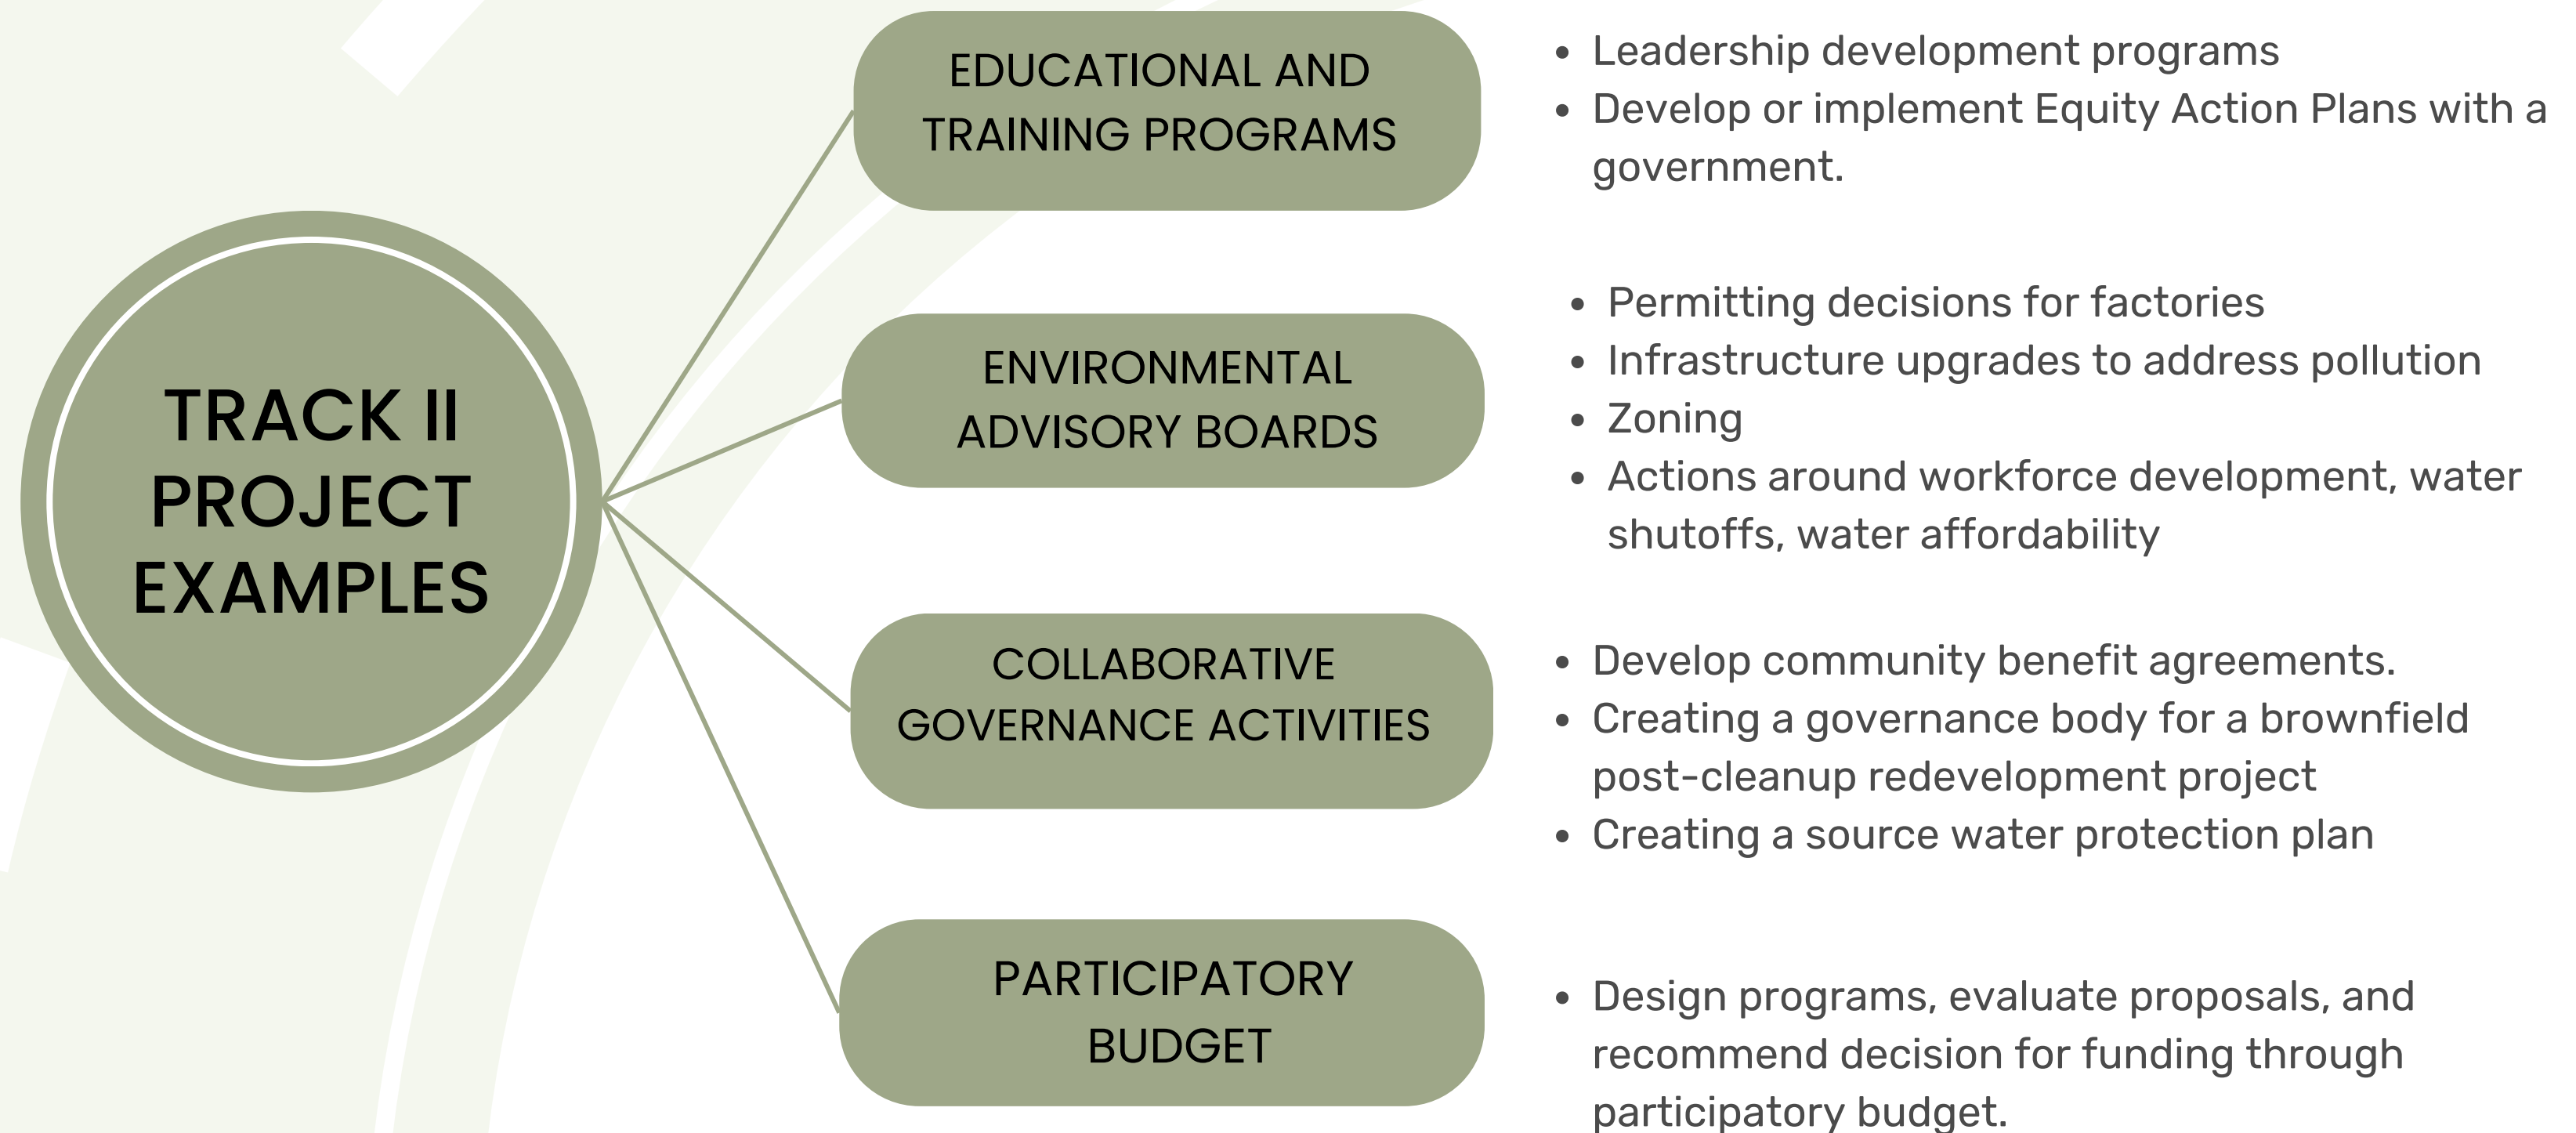 TRACK II
PROJECT
EXAMPLES
EDUCATIONAL AND
TRAINING PROGRAMS
• Leadership development programs
• Develop or implement Equity Action Plans with a
government.
ENVIRONMENTAL
ADVISORY BOARDS
• Permitting decisions for factories
• Infrastructure upgrades to address pollution
• Zoning
• Actions around workforce development, water
shutoffs, water affordability
COLLABORATIVE
GOVERNANCE ACTIVITIES
• Develop community benefit agreements.
• Creating a governance body for a brownfield
post-cleanup redevelopment project
• Creating a source water protection plan
PARTICIPATORY
BUDGET
• Design programs, evaluate proposals, and
recommend decision for funding through
participatory budget.